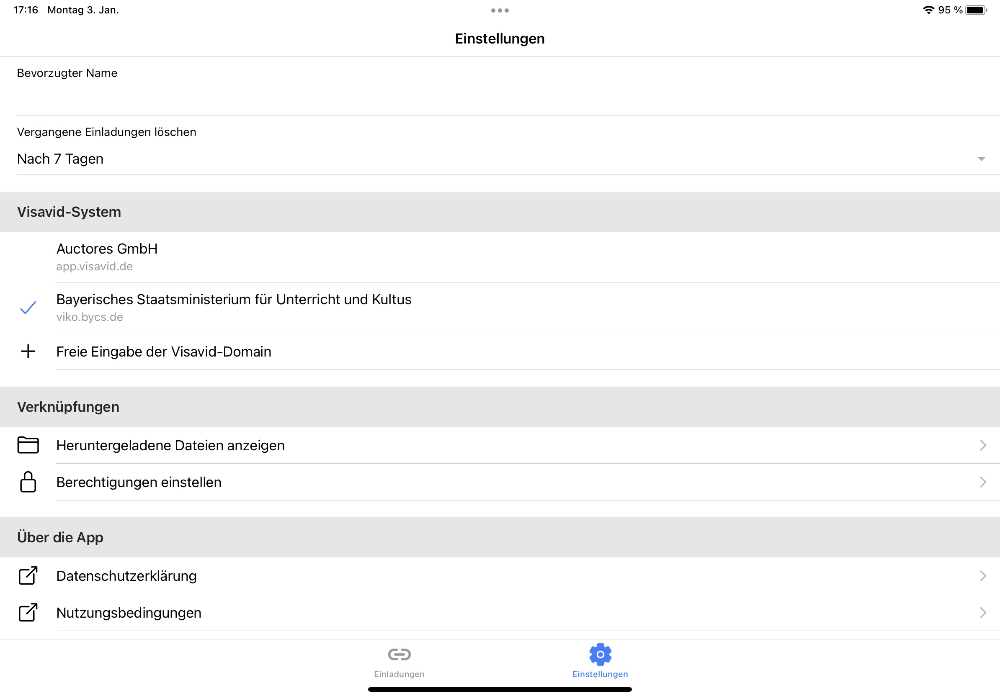 17:16 Montag 3. Jan.
95 %
Einstellungen
Bevorzugter Name
Vergangene Einladungen löschen
Nach 7 Tagen
Visavid-System
Auctores GmbH
app.visavid.de
Bayerisches Staatsministerium für Unterricht und Kultus
viko.bycs.de
Freie Eingabe der Visavid-Domain
Verknüpfungen
Heruntergeladene Dateien anzeigen
Berechtigungen einstellen
Über die App
Datenschutzerklärung
Nutzungsbedingungen
Einladungen
Einstellungen